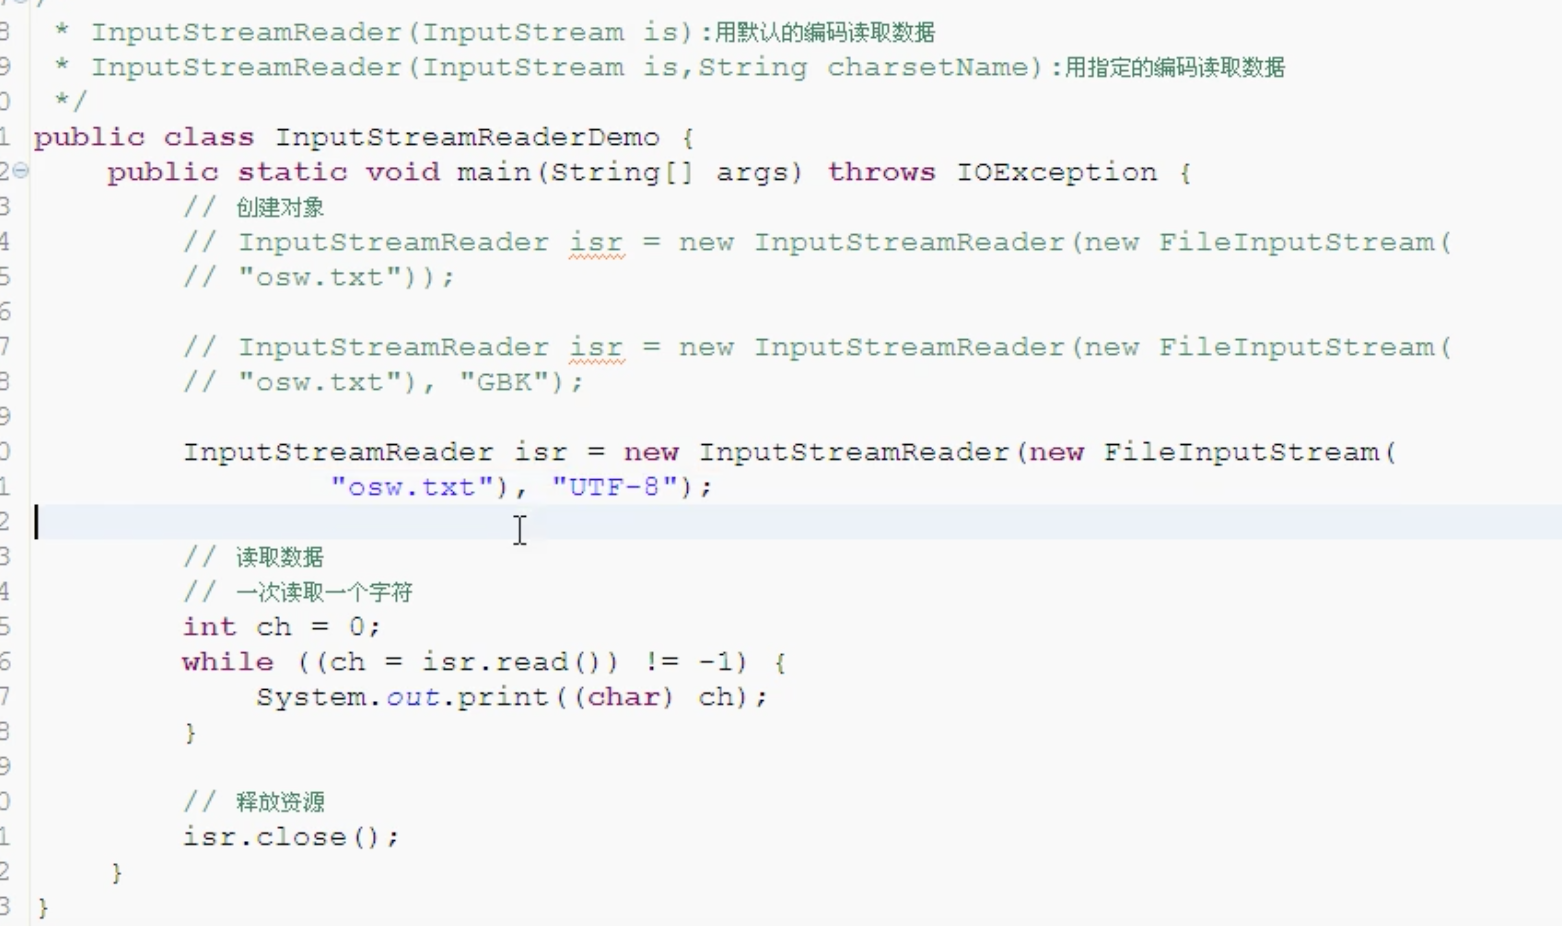 8  * InputStreamReader(InputStream is):用默认的编码读取数据
9  * InputStreamReader(InputStream is,String charsetName):用指定的编码读取数据
0  */
1 public class InputStreamReaderDemo {
2     public static void main(String[] args) throws IOException {
3         // 创建对象
4         // InputStreamReader isr = new InputStreamReader(new FileInputStream(
5         // "osw.txt"));
6
7         // InputStreamReader isr = new InputStreamReader(new FileInputStream(
8         // "osw.txt"), "GBK");
9
0         InputStreamReader isr = new InputStreamReader(new FileInputStream(
1                 "osw.txt"), "UTF-8");
2
3         // 读取数据
4         // 一次读取一个字符
5         int ch = 0;
6         while ((ch = isr.read()) != -1) {
7             System.out.print((char) ch);
8         }
9
0         // 释放资源
1         isr.close();
2     }
3 }